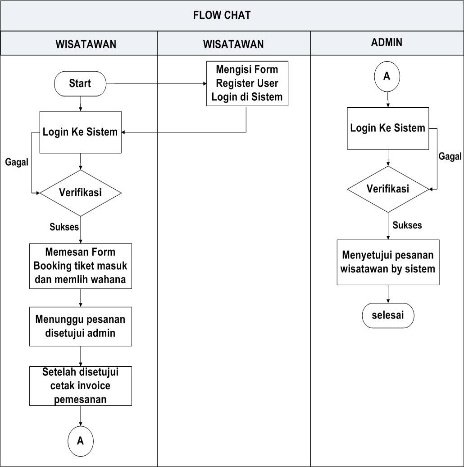 FLOW CHAT
WISATAWAN
WISATAWAN
ADMIN
Start
Mengisi Form
Register User
Login di Sistem
Login Ke Sistem
Gagal
Verifikasi
Sukses
Memesan Form
Booking tiket masuk
dan memlih wahana
Menunggu pesanan
disetujui admin
Setelah disetujui
cetak invoice
pemesanan
A
A
Login Ke Sistem
Gagal
Verifikasi
Sukses
Menyetujui pesanan
wisatawan by sistem
selesai